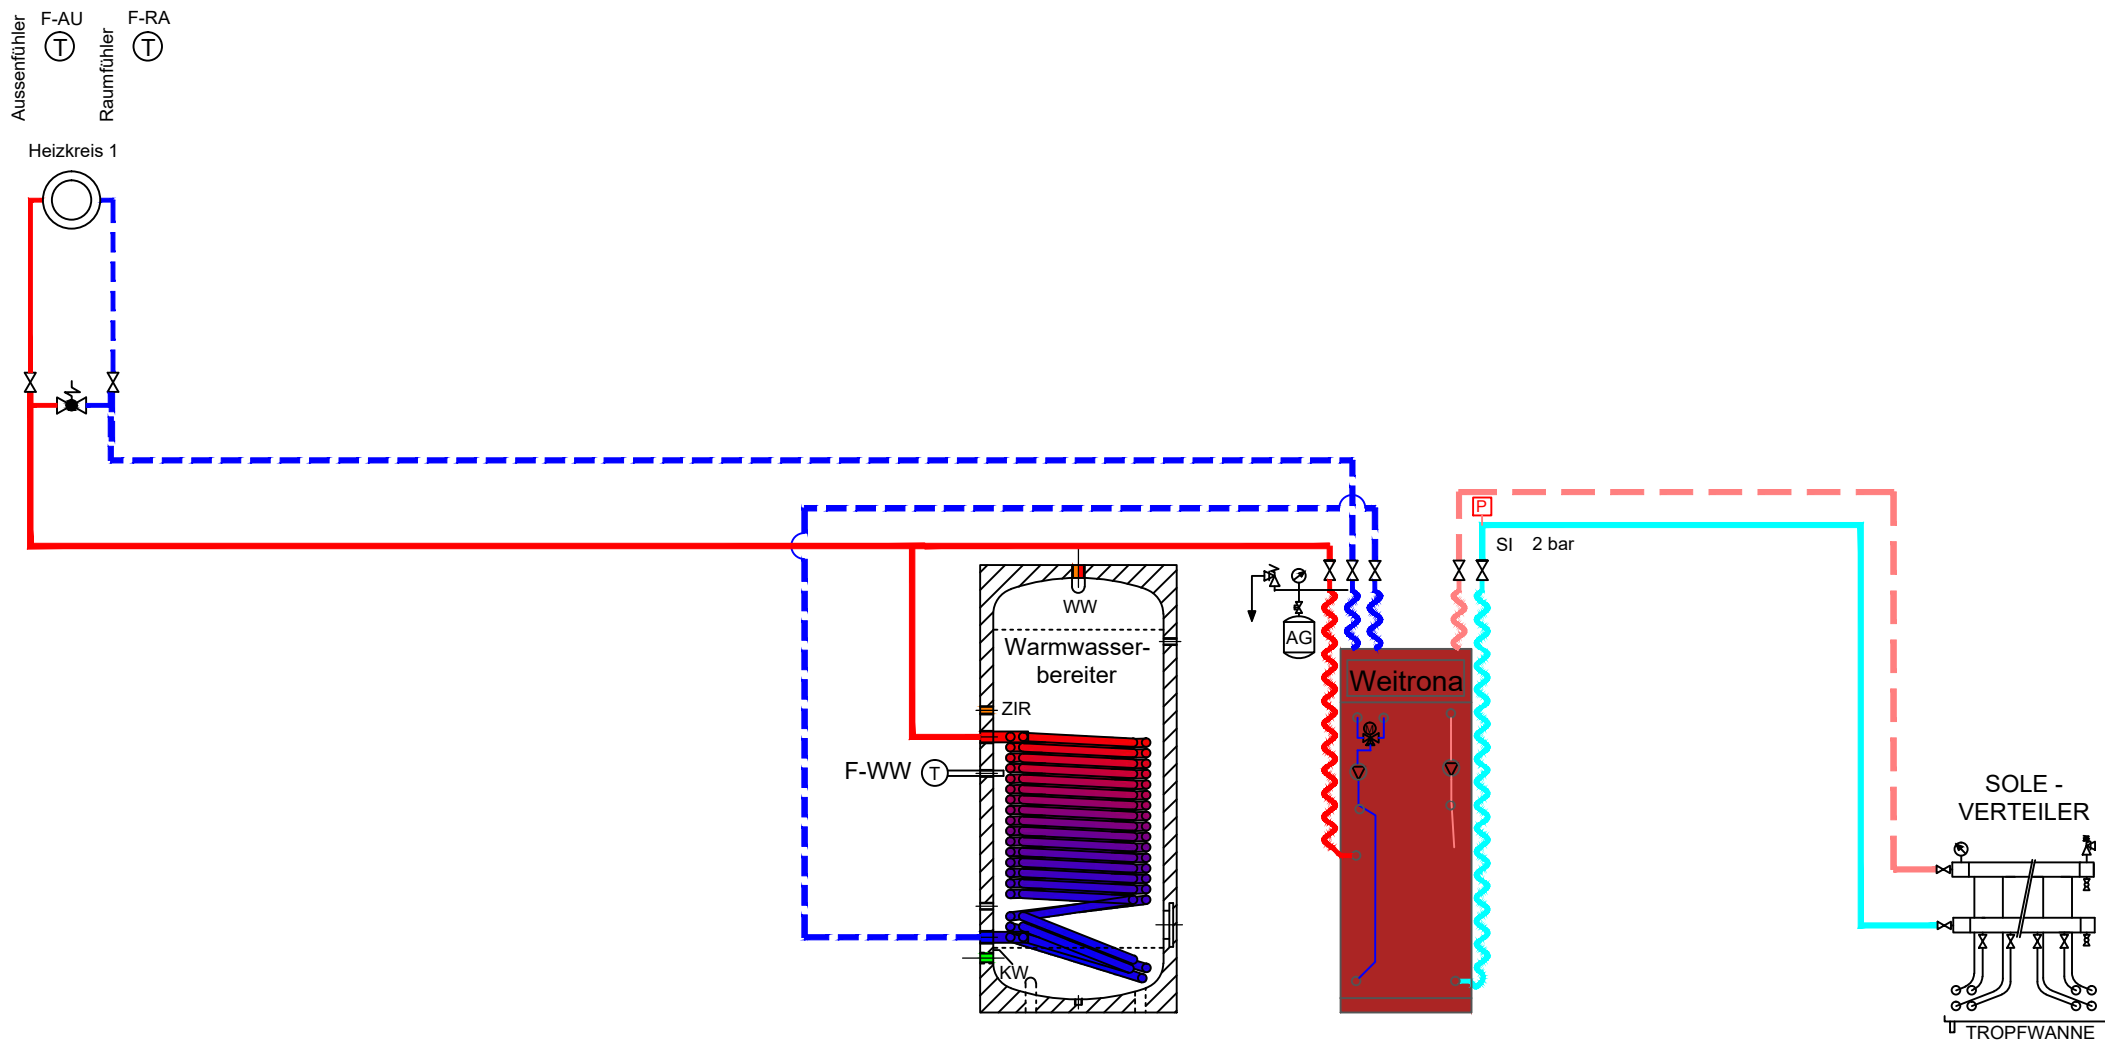 F-AU
F-RA
T
T
Aussenfühler
Raumfühler
Heizkreis 1
P
SI 2 bar
WW
AG
Warmwasser-
bereiter
Weitrona
ZIR
M
F-WW
T
SOLE -
VERTEILER
KW
TROPFWANNE